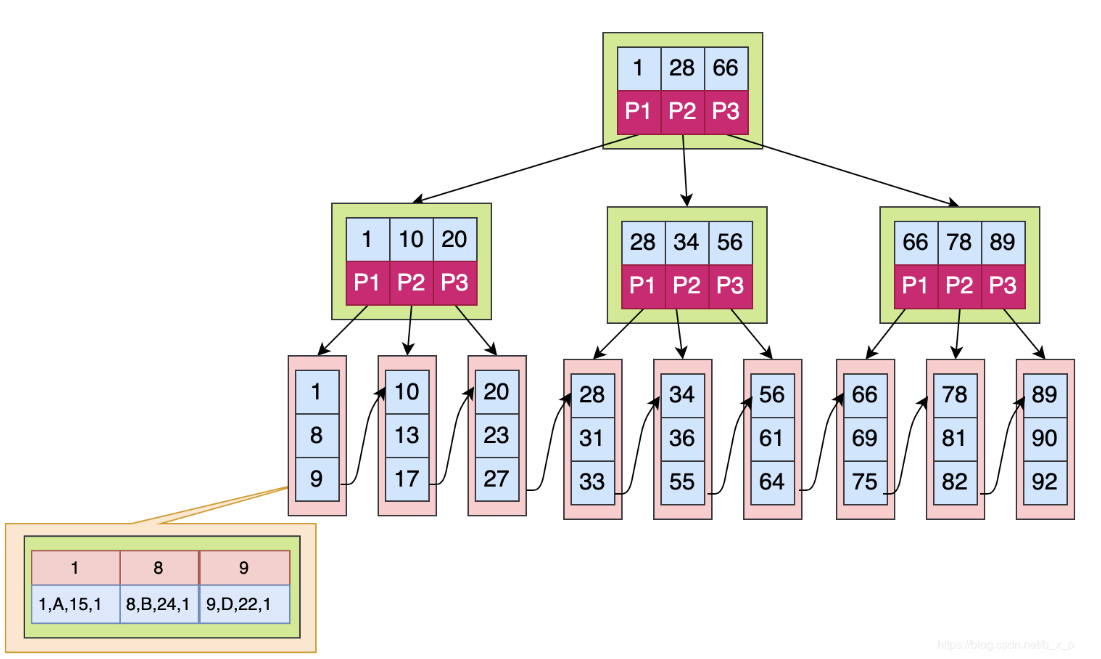 1 28 66
P1 P2 P3
1 10 20
P1 P2 P3
28 34 56
P1 P2 P3
66 78 89
P1 P2 P3
1
8
9
10
13
17
20
23
27
28
31
33
34
36
55
56
61
64
66
69
75
78
81
82
89
90
92
1 8 9
1,A,15,1 8,B,24,1 9,D,22,1
https://blog.csdn.net/b_x_p